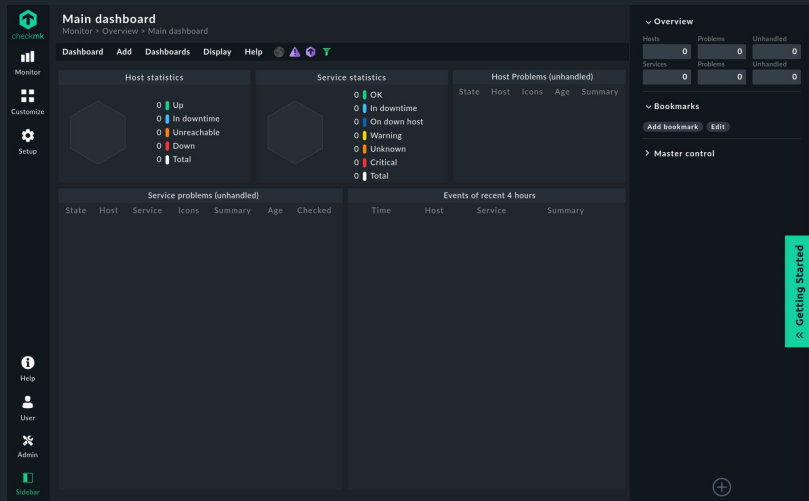 checkmk
Monitor
Customize
Setup
Help
User
Admin
Sidebar
Main dashboard
Monitor > Overview > Main dashboard
Dashboard Add Dashboards Display Help
Host statistics
0 Up
0 In downtime
0 Unreachable
0 Down
0 Total
Service statistics
0 OK
0 In downtime
0 On down host
0 Warning
0 Unknown
0 Critical
0 Total
Host Problems (unhandled)
State Host Icons Age Summary
Service problems (unhandled)
State Host Service Icons Summary Age Checked
Events of recent 4 hours
Time Host Service Summary
Overview
Hosts Problems Unhandled
0 0 0
Services Problems Unhandled
0 0 0
Bookmarks
Add bookmark Edit
Master control
« Getting Started